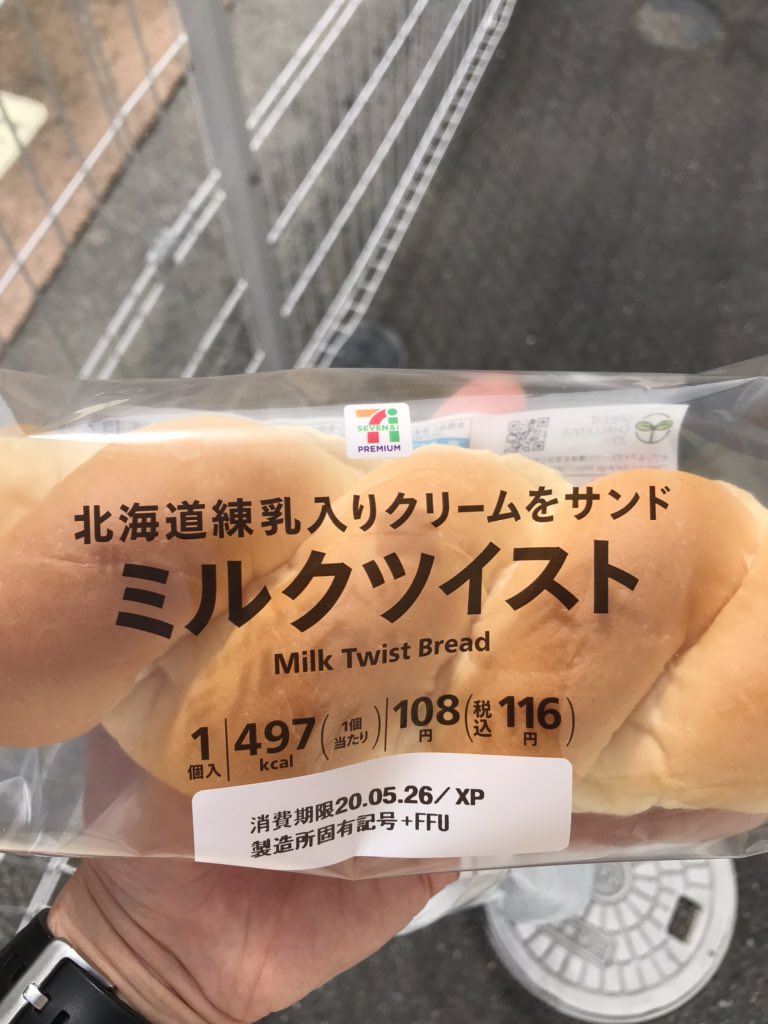 SEVEN&i
PREMIUM
GREEN
CHALLENGE
北海道練乳入りクリームをサンド
ミルクツイスト
Milk Twist Bread
1個入 497kcal(1個当たり) 108円(税込116円)
消費期限20.05.26/XP
製造所固有記号+FFU